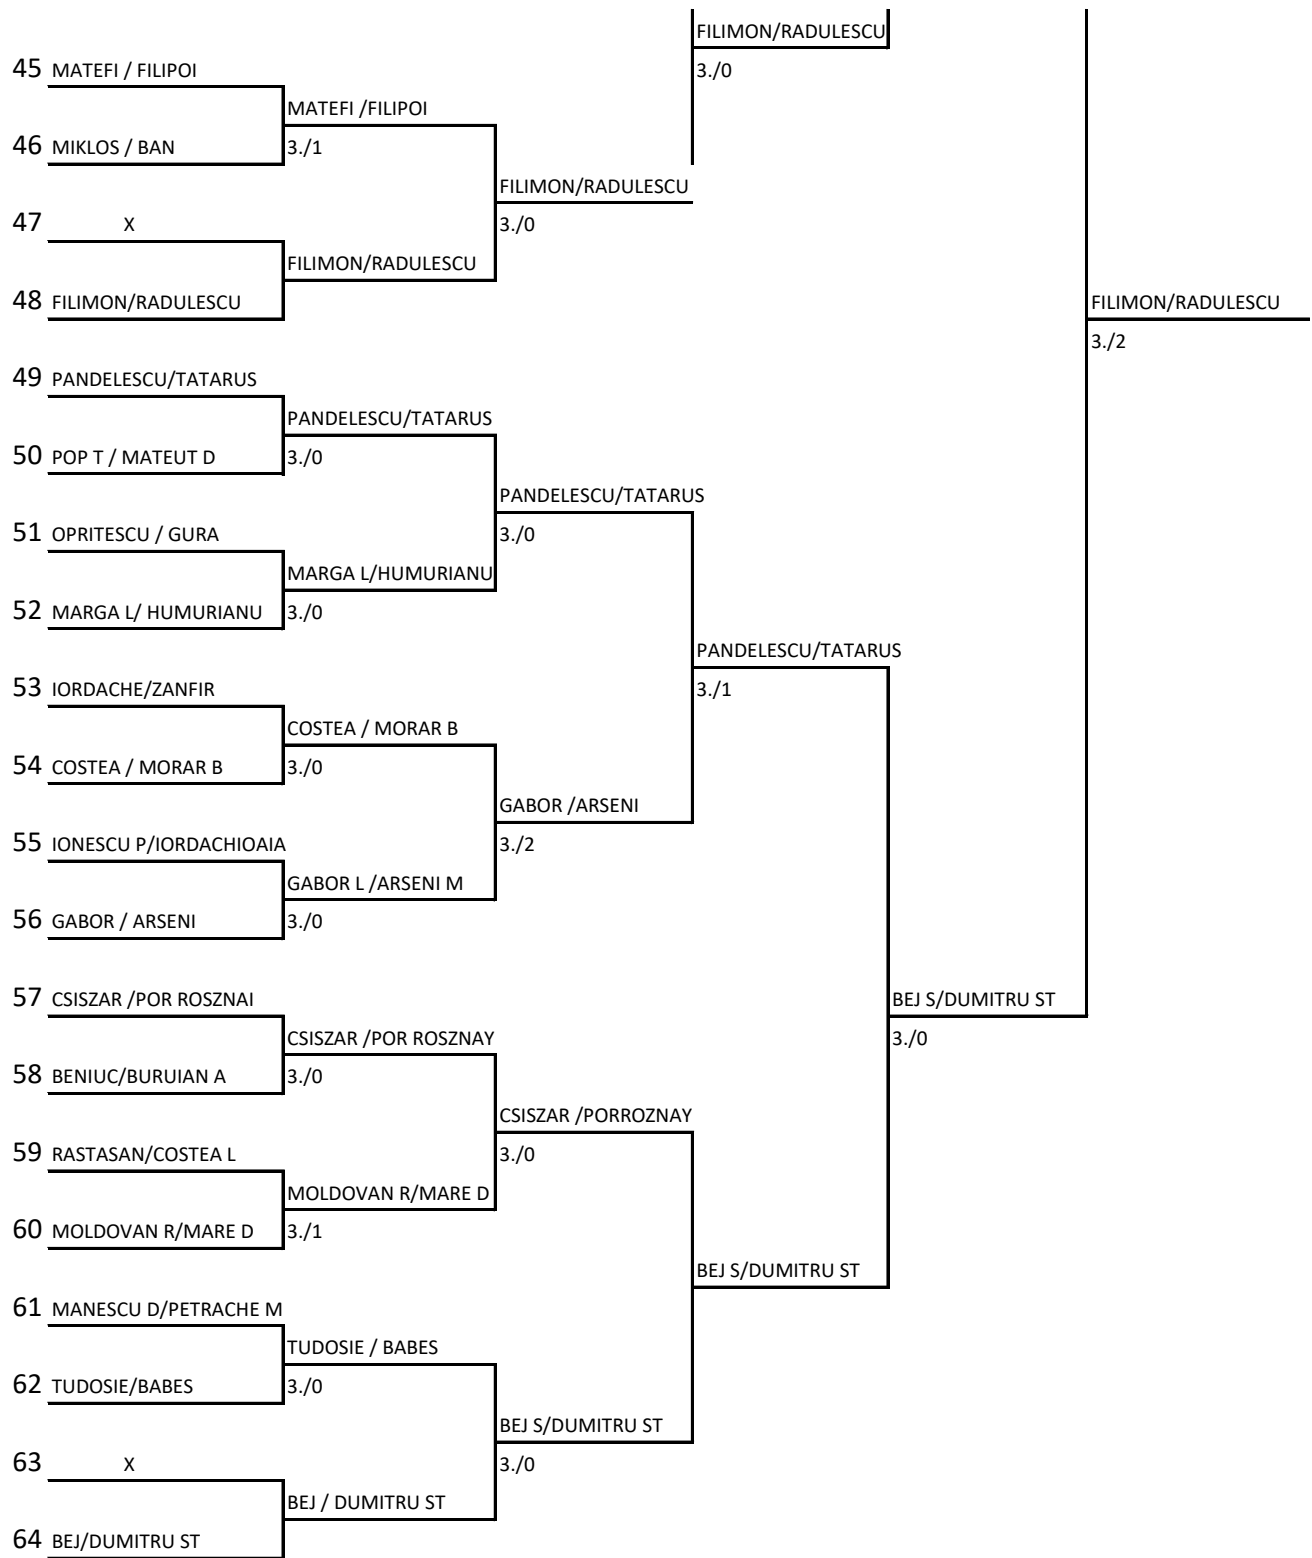 FILIMON/RADULESCU
45 MATEFI / FILIPOI
3./0
MATEFI /FILIPOI
46 MIKLOS / BAN
3./1
FILIMON/RADULESCU
47 X
3./0
FILIMON/RADULESCU
48 FILIMON/RADULESCU
FILIMON/RADULESCU
3./2
49 PANDELESCU/TATARUS
PANDELESCU/TATARUS
50 POP T / MATEUT D
3./0
PANDELESCU/TATARUS
51 OPRITESCU / GURA
3./0
MARGA L/HUMURIANU
52 MARGA L/ HUMURIANU
3./0
PANDELESCU/TATARUS
53 IORDACHE/ZANFIR
3./1
COSTEA / MORAR B
54 COSTEA / MORAR B
3./0
GABOR /ARSENI
55 IONESCU P/IORDACHIOAIA
3./2
GABOR L /ARSENI M
56 GABOR / ARSENI
3./0
57 CSISZAR /POR ROSZNAI
BEJ S/DUMITRU ST
CSISZAR /POR ROSZNAY
3./0
58 BENIUC/BURUIAN A
3./0
CSISZAR /PORROZNAY
59 RASTASAN/COSTEA L
3./0
MOLDOVAN R/MARE D
60 MOLDOVAN R/MARE D
3./1
BEJ S/DUMITRU ST
61 MANESCU D/PETRACHE M
TUDOSIE / BABES
62 TUDOSIE/BABES
3./0
BEJ S/DUMITRU ST
63 X
3./0
BEJ / DUMITRU ST
64 BEJ/DUMITRU ST